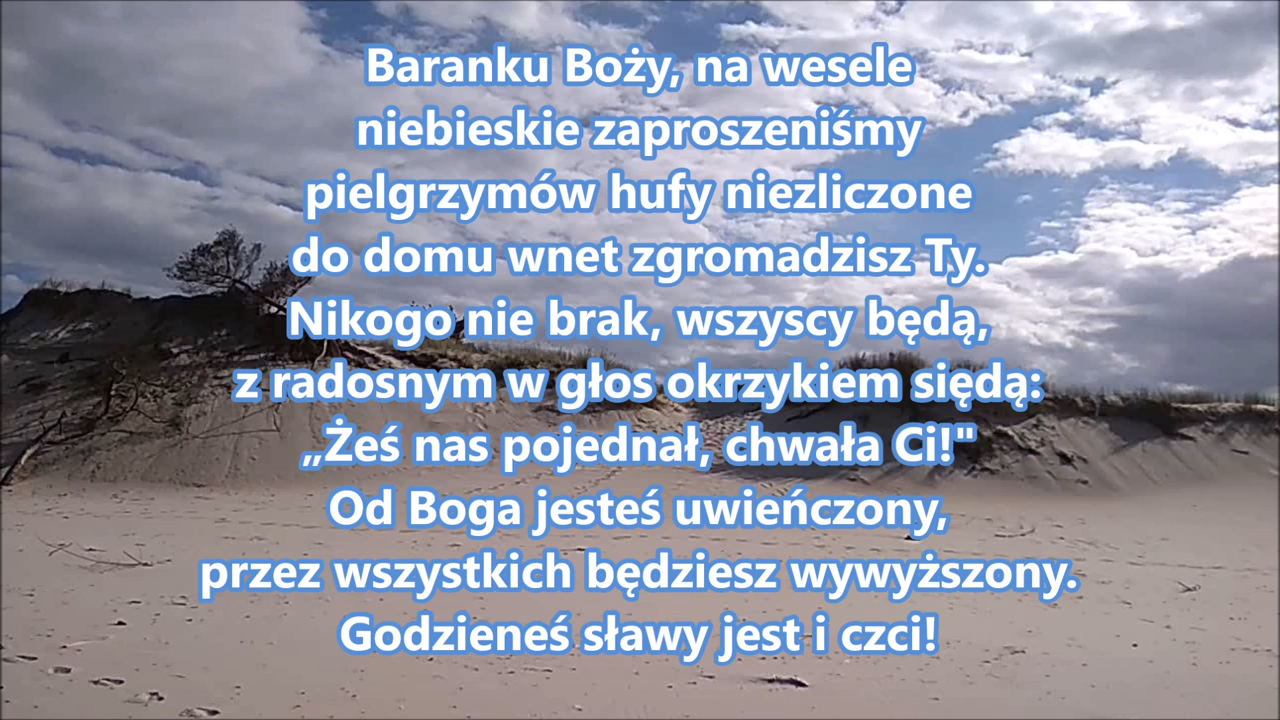 Baranku Boży, na wesele
niebieskie zaproszeniśmy
pielgrzymów hufy niezliczone
do domu wnet zgromadzisz Ty.
Nikogo nie brak, wszyscy będą,
z radosnym w głos okrzykiem siędą:
„Żeś nas pojednał, chwała Ci!"
Od Boga jesteś uwieńczony,
przez wszystkich będziesz wywyższony.
Godzieneś sławy jest i czci!